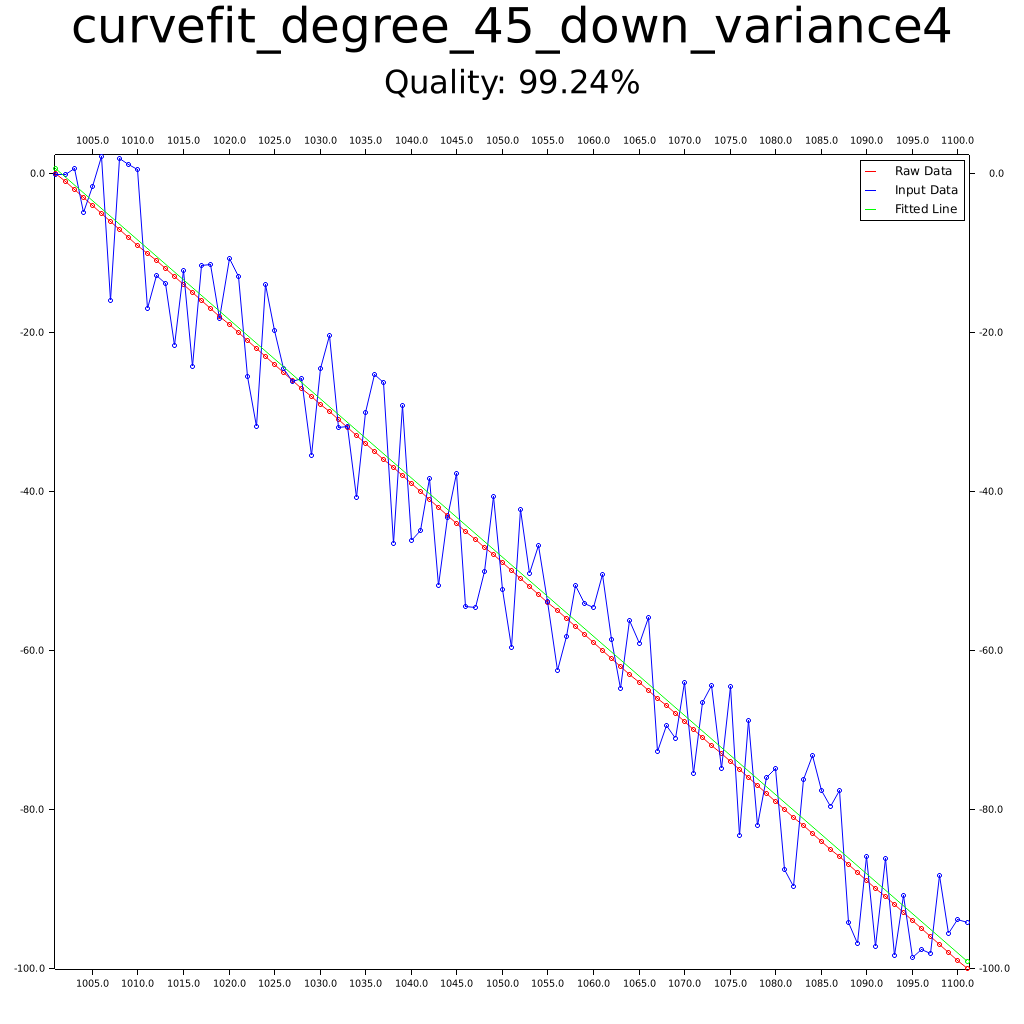 curvefit_degree_45_down_variance4
Quality: 99.24%
1005.0 1010.0 1015.0 1020.0 1025.0 1030.0 1035.0 1040.0 1045.0 1050.0 1055.0 1060.0 1065.0 1070.0 1075.0 1080.0 1085.0 1090.0 1095.0 1100.0
0.0 0.0
Raw Data
Input Data
Fitted Line
-20.0 -20.0
-40.0 -40.0
-60.0 -60.0
-80.0 -80.0
-100.0 -100.0
1005.0 1010.0 1015.0 1020.0 1025.0 1030.0 1035.0 1040.0 1045.0 1050.0 1055.0 1060.0 1065.0 1070.0 1075.0 1080.0 1085.0 1090.0 1095.0 1100.0